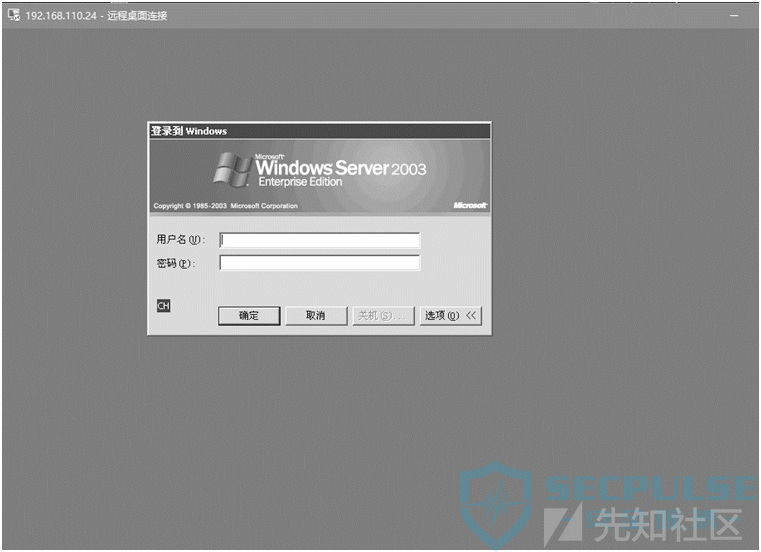 192.168.110.24 - 远程桌面连接
登录到 Windows
Microsoft
Windows Server 2003
Enterprise Edition
Copyright © 1985-2003 Microsoft Corporation
Microsoft
用户名(U):
密码(P):
CH
确定
取消
关机(S)...
选项(O) <<
SECPULSE
先知社区